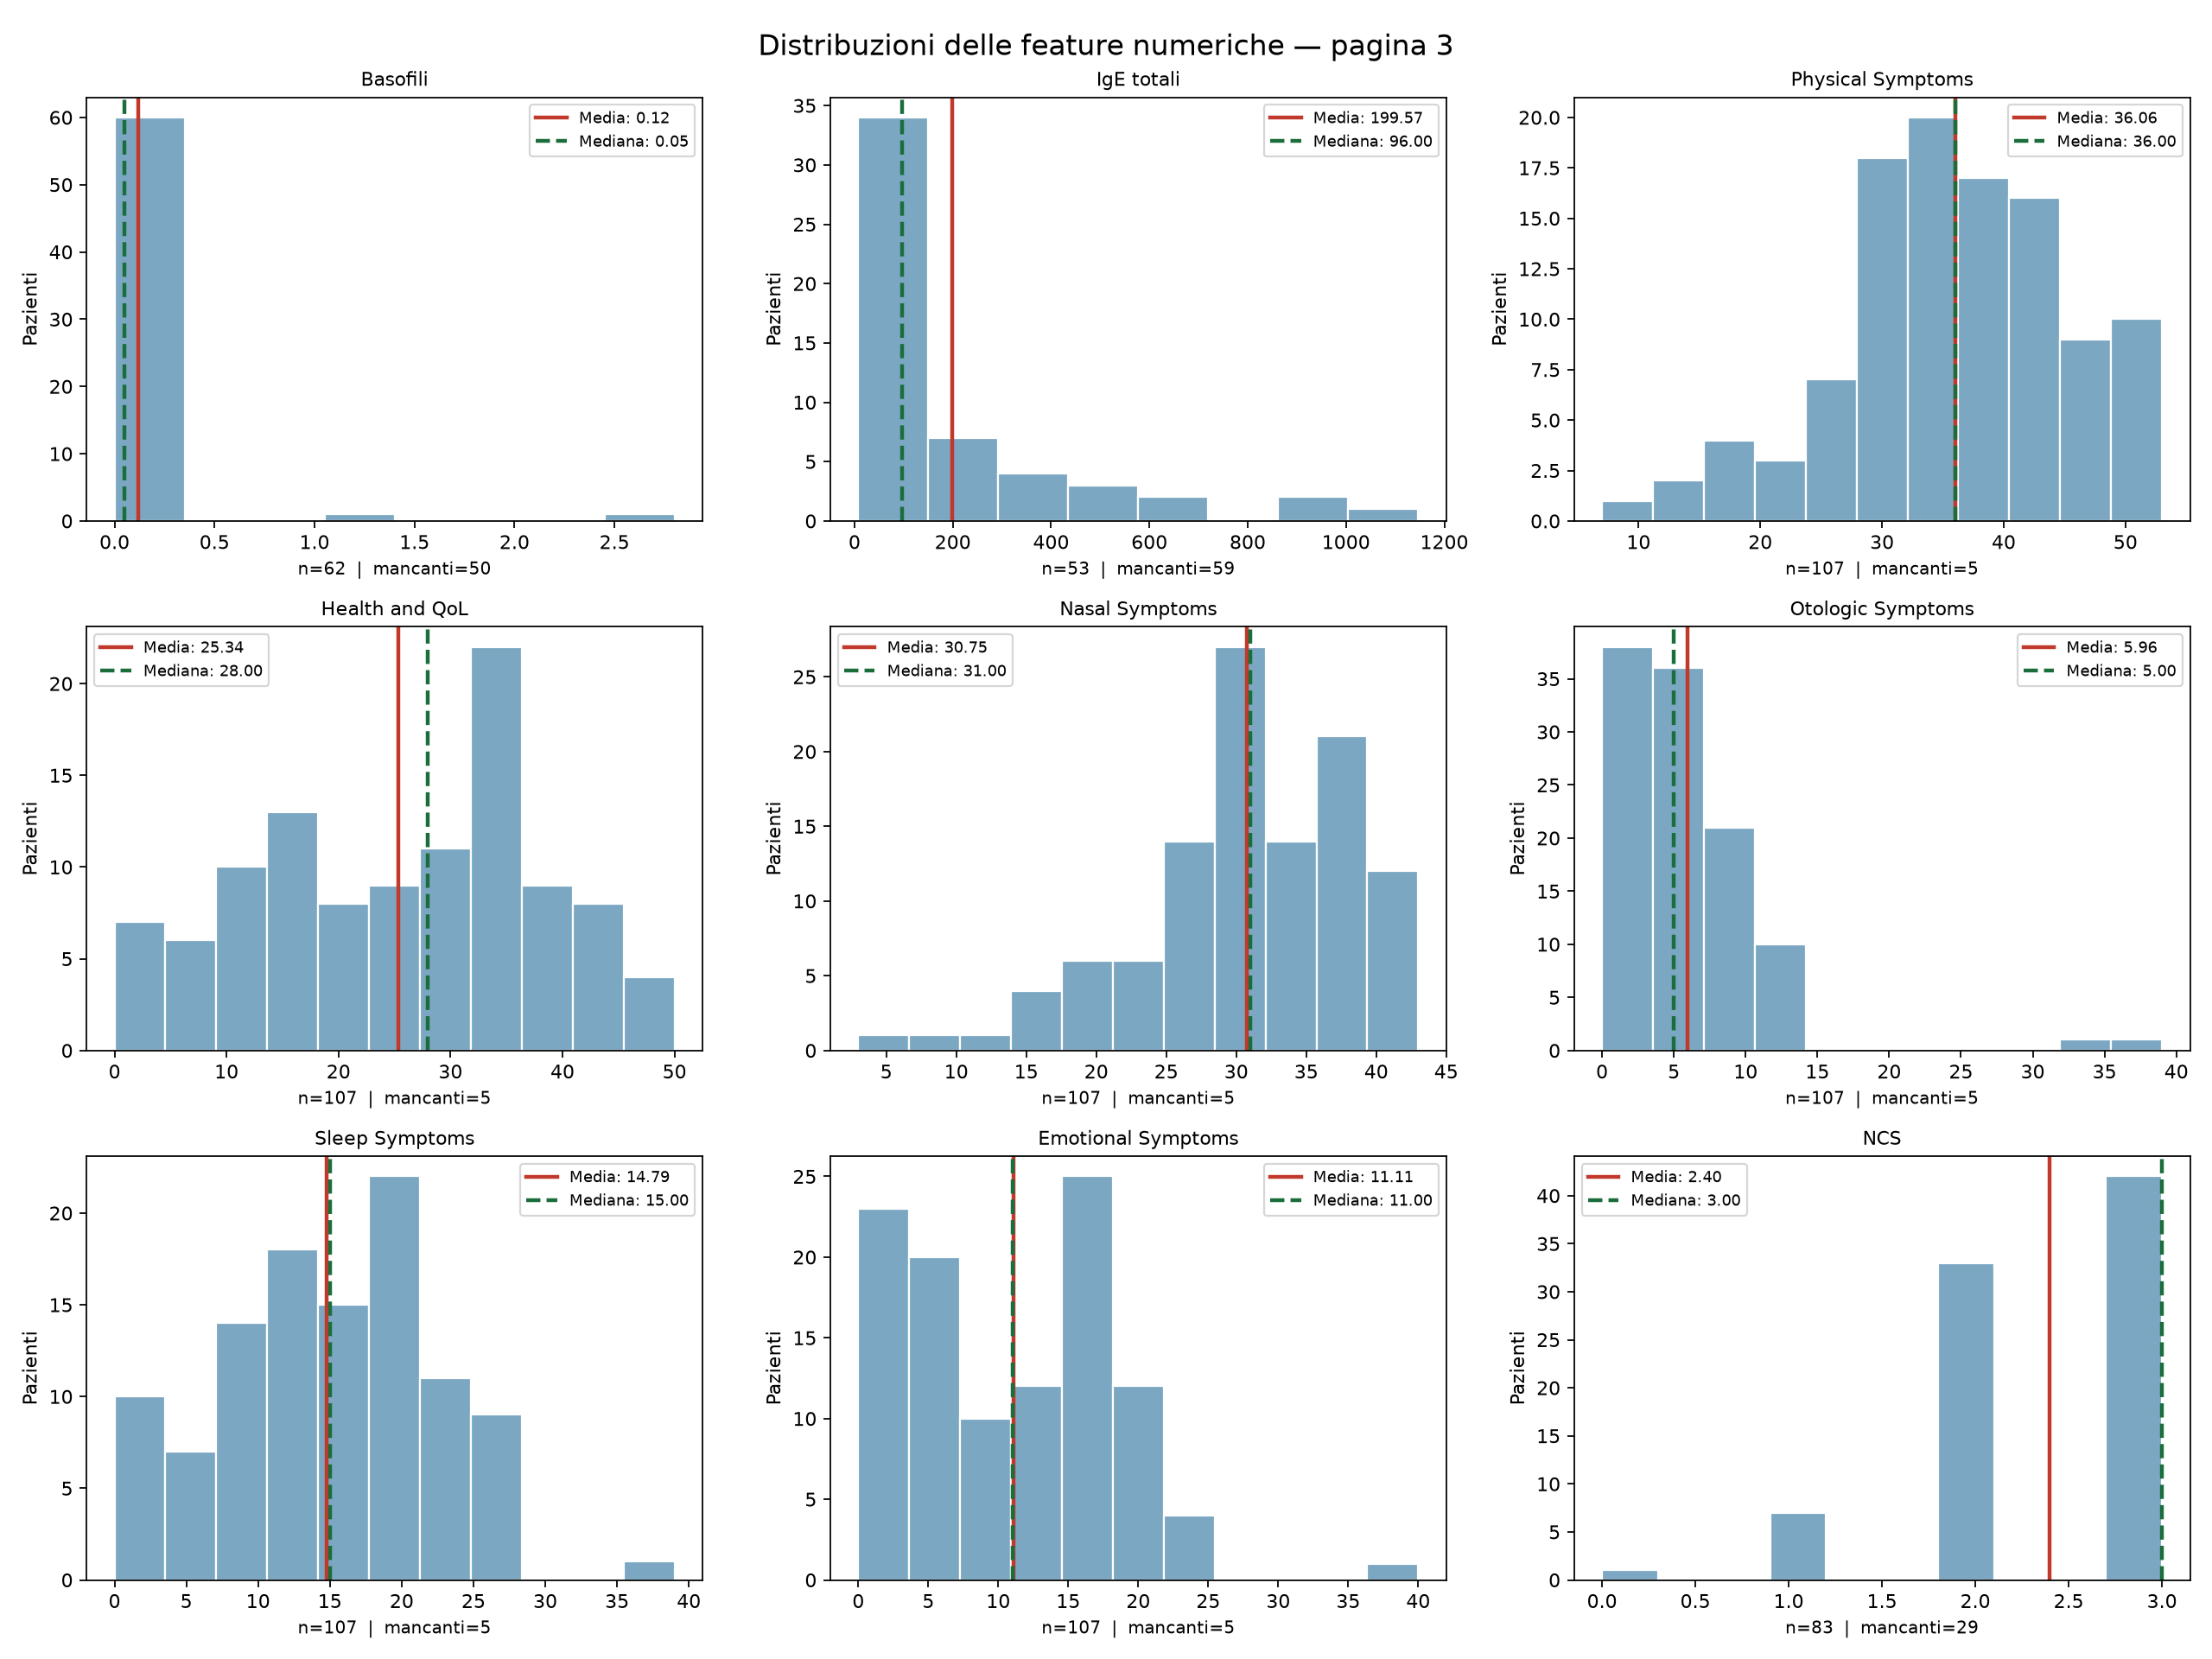 Distribuzioni delle feature numeriche — pagina 3
Basofili
Media: 0.12
Mediana: 0.05
Pazienti
60
50
40
30
20
10
0
0.0 0.5 1.0 1.5 2.0 2.5
n=62 | mancanti=50
IgE totali
Media: 199.57
Mediana: 96.00
Pazienti
35
30
25
20
15
10
5
0
0 200 400 600 800 1000 1200
n=53 | mancanti=59
Physical Symptoms
Media: 36.06
Mediana: 36.00
Pazienti
20.0
17.5
15.0
12.5
10.0
7.5
5.0
2.5
0.0
10 20 30 40 50
n=107 | mancanti=5
Health and QoL
Media: 25.34
Mediana: 28.00
Pazienti
20
15
10
5
0
0 10 20 30 40 50
n=107 | mancanti=5
Nasal Symptoms
Media: 30.75
Mediana: 31.00
Pazienti
25
20
15
10
5
0
5 10 15 20 25 30 35 40 45
n=107 | mancanti=5
Otologic Symptoms
Media: 5.96
Mediana: 5.00
Pazienti
35
30
25
20
15
10
5
0
0 5 10 15 20 25 30 35 40
n=107 | mancanti=5
Sleep Symptoms
Media: 14.79
Mediana: 15.00
Pazienti
20
15
10
5
0
0 5 10 15 20 25 30 35 40
n=107 | mancanti=5
Emotional Symptoms
Media: 11.11
Mediana: 11.00
Pazienti
25
20
15
10
5
0
0 5 10 15 20 25 30 35 40
n=107 | mancanti=5
NCS
Media: 2.40
Mediana: 3.00
Pazienti
40
35
30
25
20
15
10
5
0
0.0 0.5 1.0 1.5 2.0 2.5 3.0
n=83 | mancanti=29